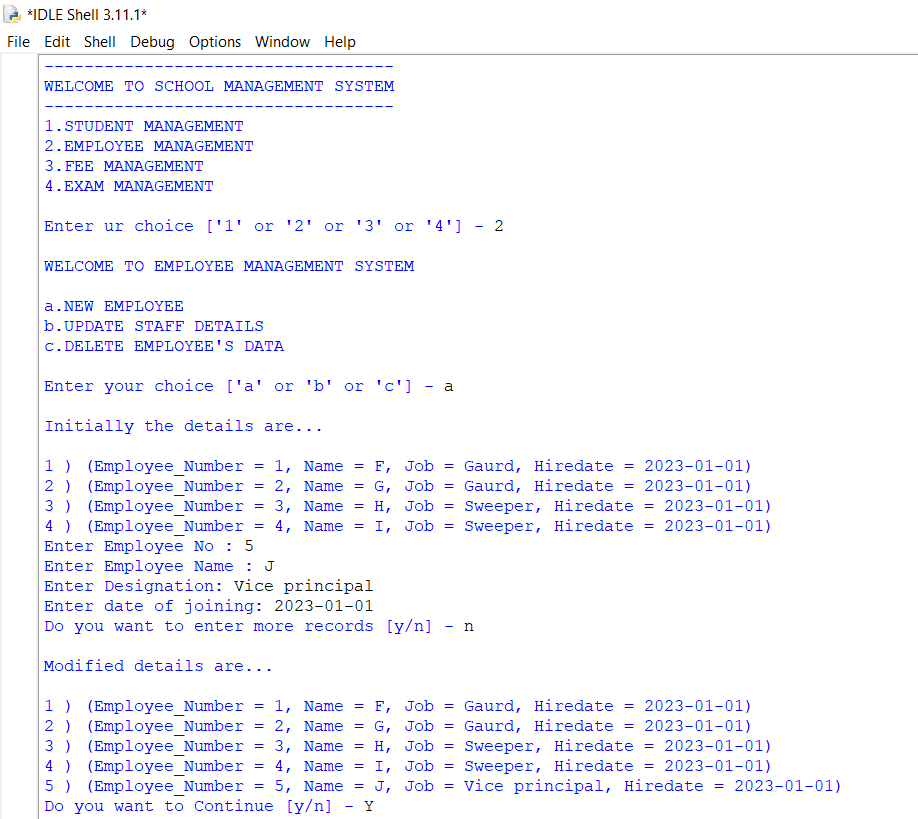 *IDLE Shell 3.11.1*
File Edit Shell Debug Options Window Help
-----------------------------------
WELCOME TO SCHOOL MANAGEMENT SYSTEM
-----------------------------------
1.STUDENT MANAGEMENT
2.EMPLOYEE MANAGEMENT
3.FEE MANAGEMENT
4.EXAM MANAGEMENT
Enter ur choice ['1' or '2' or '3' or '4'] - 2
WELCOME TO EMPLOYEE MANAGEMENT SYSTEM
a.NEW EMPLOYEE
b.UPDATE STAFF DETAILS
c.DELETE EMPLOYEE'S DATA
Enter your choice ['a' or 'b' or 'c'] - a
Initially the details are...
1 ) (Employee_Number = 1, Name = F, Job = Gaurd, Hiredate = 2023-01-01)
2 ) (Employee_Number = 2, Name = G, Job = Gaurd, Hiredate = 2023-01-01)
3 ) (Employee_Number = 3, Name = H, Job = Sweeper, Hiredate = 2023-01-01)
4 ) (Employee_Number = 4, Name = I, Job = Sweeper, Hiredate = 2023-01-01)
Enter Employee No : 5
Enter Employee Name : J
Enter Designation: Vice principal
Enter date of joining: 2023-01-01
Do you want to enter more records [y/n] - n
Modified details are...
1 ) (Employee_Number = 1, Name = F, Job = Gaurd, Hiredate = 2023-01-01)
2 ) (Employee_Number = 2, Name = G, Job = Gaurd, Hiredate = 2023-01-01)
3 ) (Employee_Number = 3, Name = H, Job = Sweeper, Hiredate = 2023-01-01)
4 ) (Employee_Number = 4, Name = I, Job = Sweeper, Hiredate = 2023-01-01)
5 ) (Employee_Number = 5, Name = J, Job = Vice principal, Hiredate = 2023-01-01)
Do you want to Continue [y/n] - Y